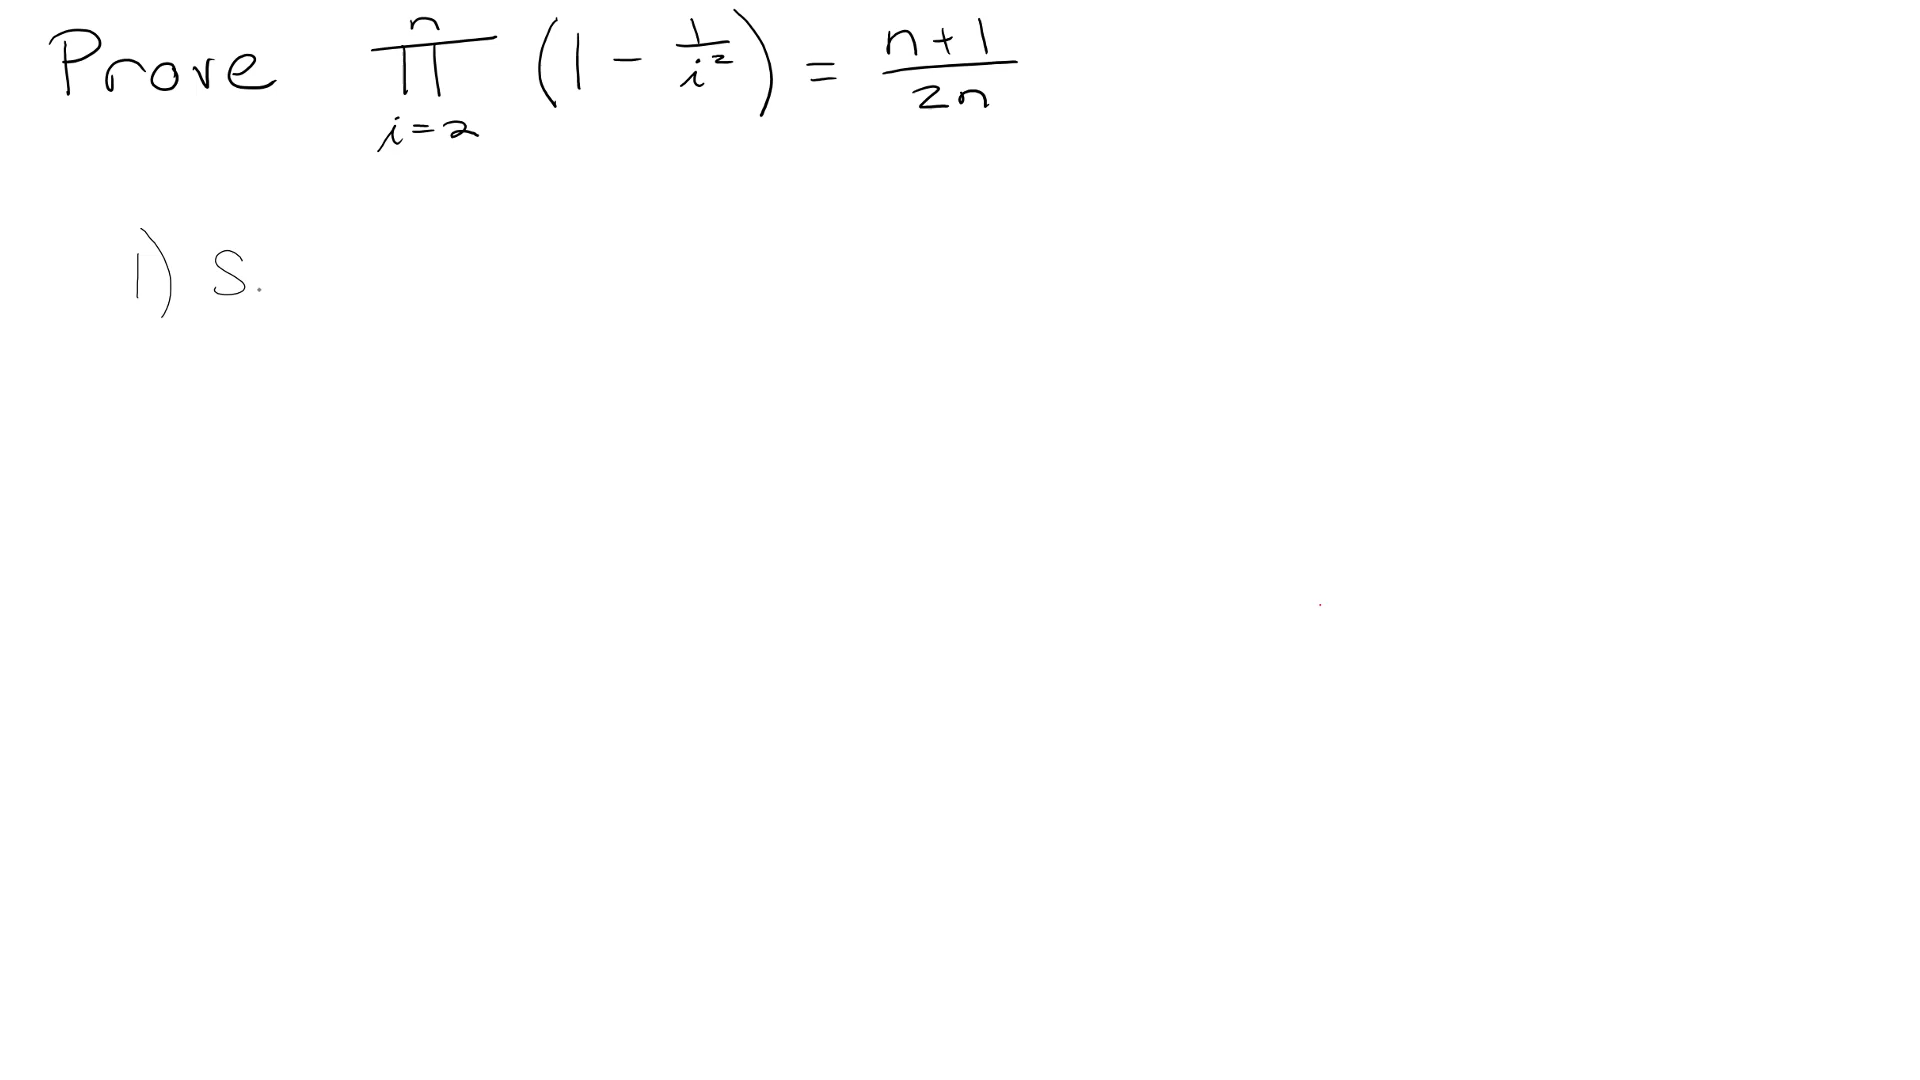 Prove ∏_{i=2}^{n} (1 - 1/i²) = (n+1)/(2n)
1) S.